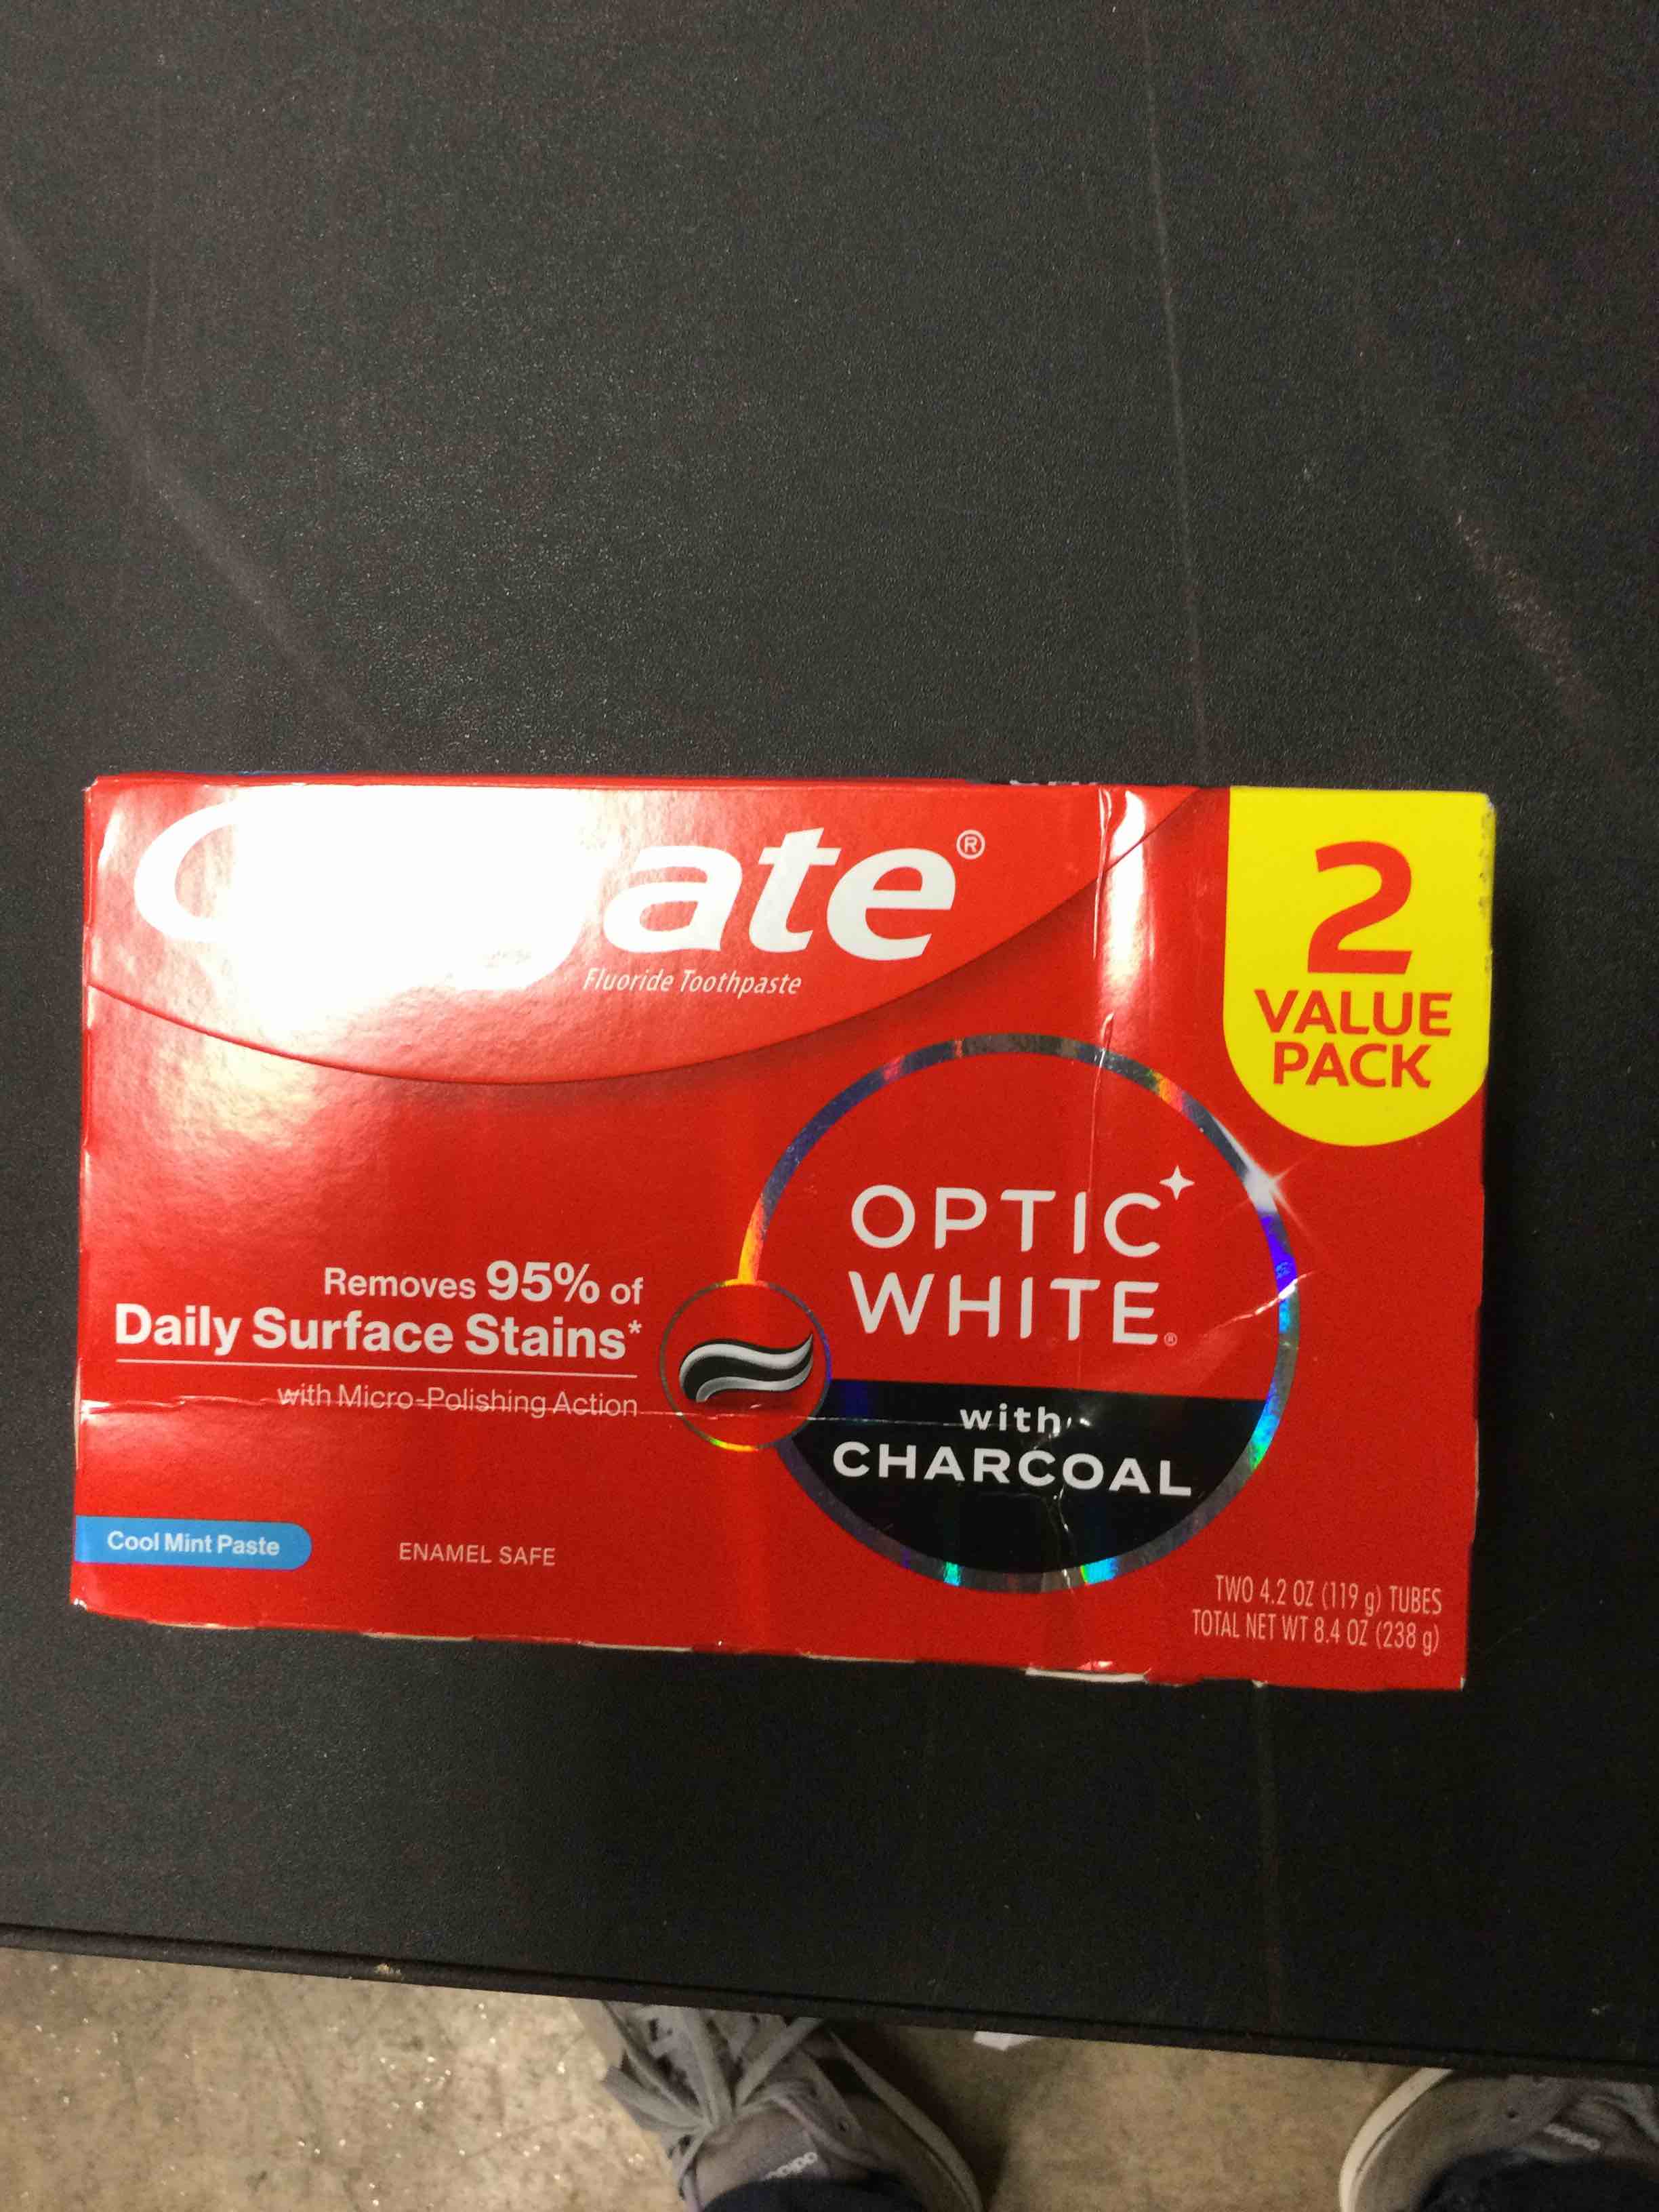 ate®
Fluoride Toothpaste
2
VALUE
PACK
OPTIC
WHITE®
with
CHARCOAL
Removes 95% of
Daily Surface Stains*
with Micro-Polishing Action
Cool Mint Paste
ENAMEL SAFE
TWO 4.2 OZ (119 g) TUBES
TOTAL NET WT 8.4 OZ (238 g)
adidas